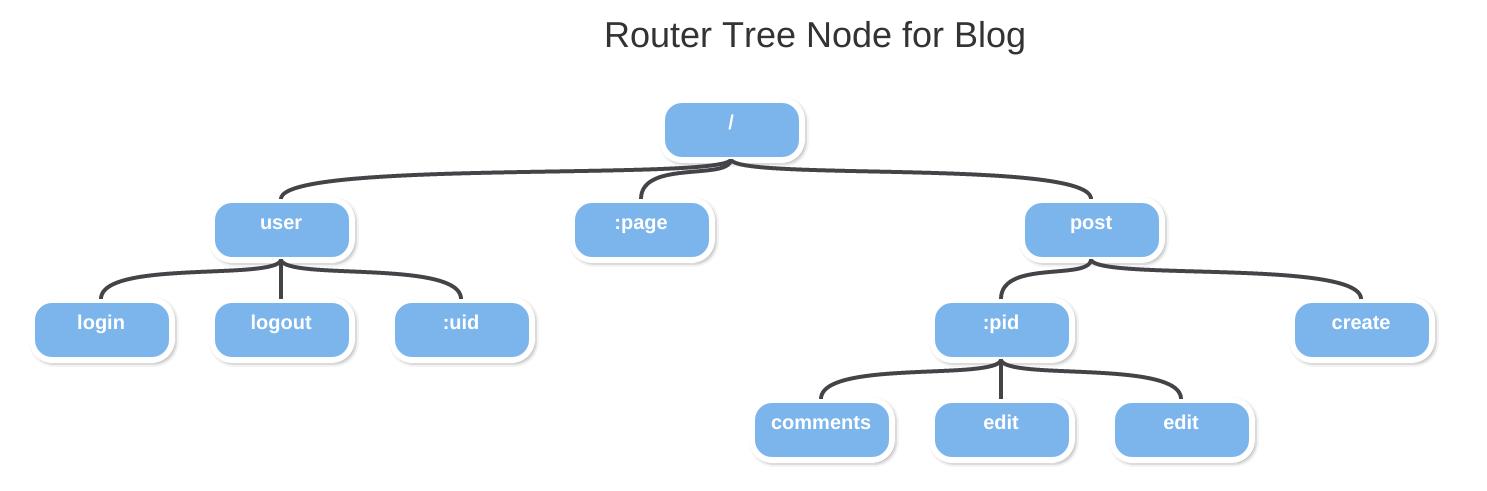 Router Tree Node for Blog
/
user
:page
post
login
logout
:uid
:pid
create
comments
edit
edit